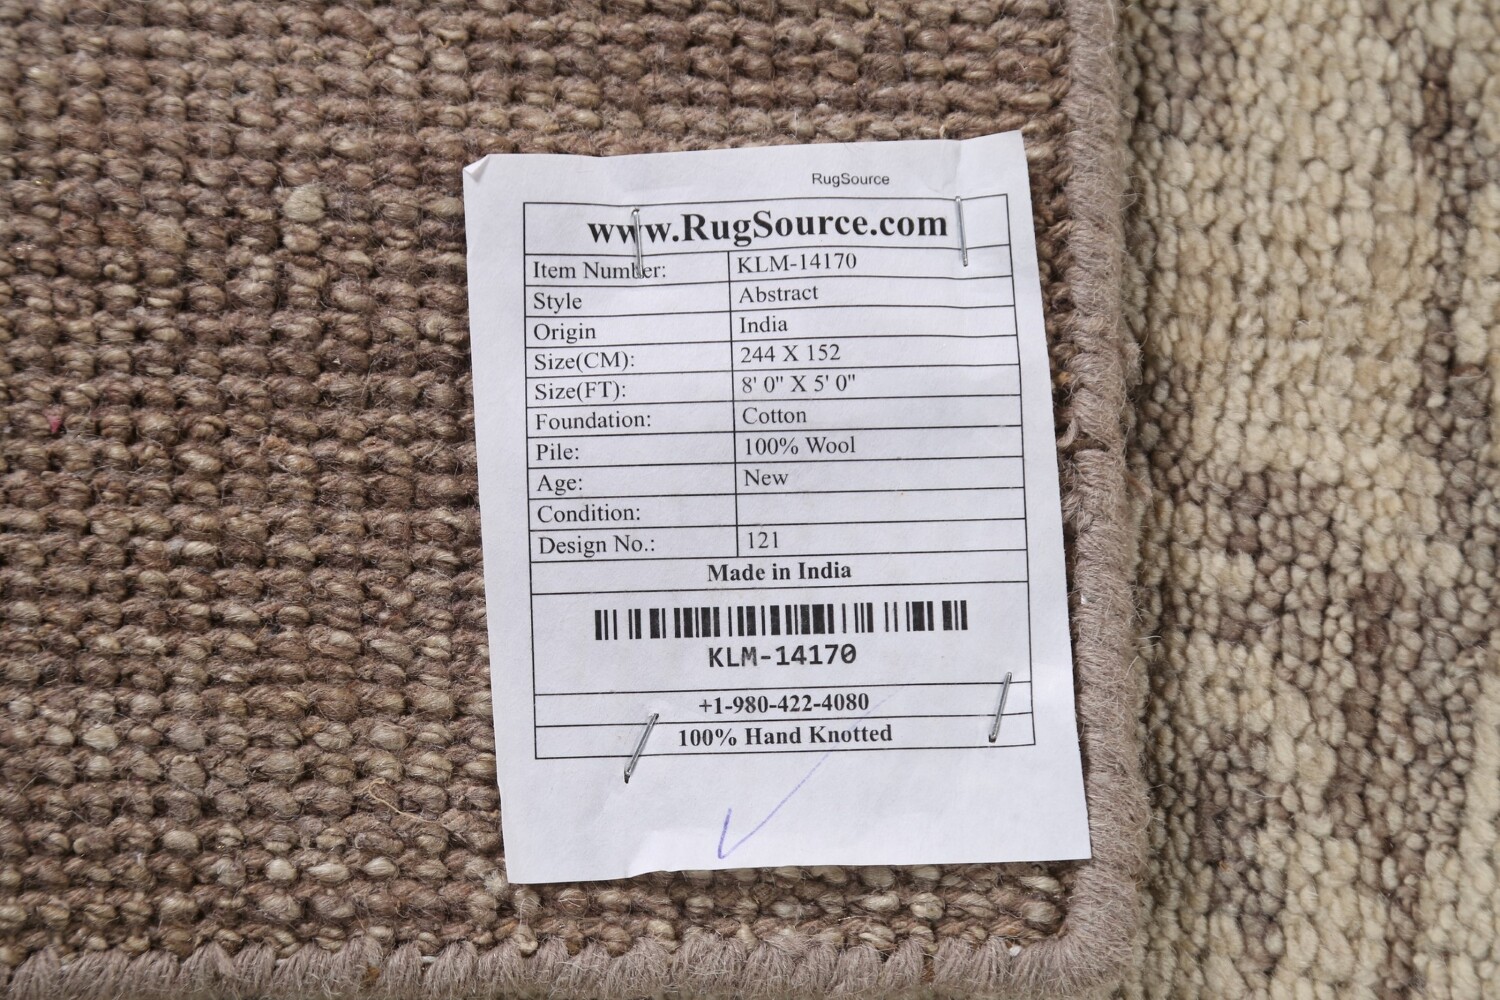 RugSource
www.RugSource.com
Item Number: KLM-14170
Style Abstract
Origin India
Size(CM): 244 X 152
Size(FT): 8' 0" X 5' 0"
Foundation: Cotton
Pile: 100% Wool
Age: New
Condition:
Design No.: 121
Made in India
KLM-14170
+1-980-422-4080
100% Hand Knotted